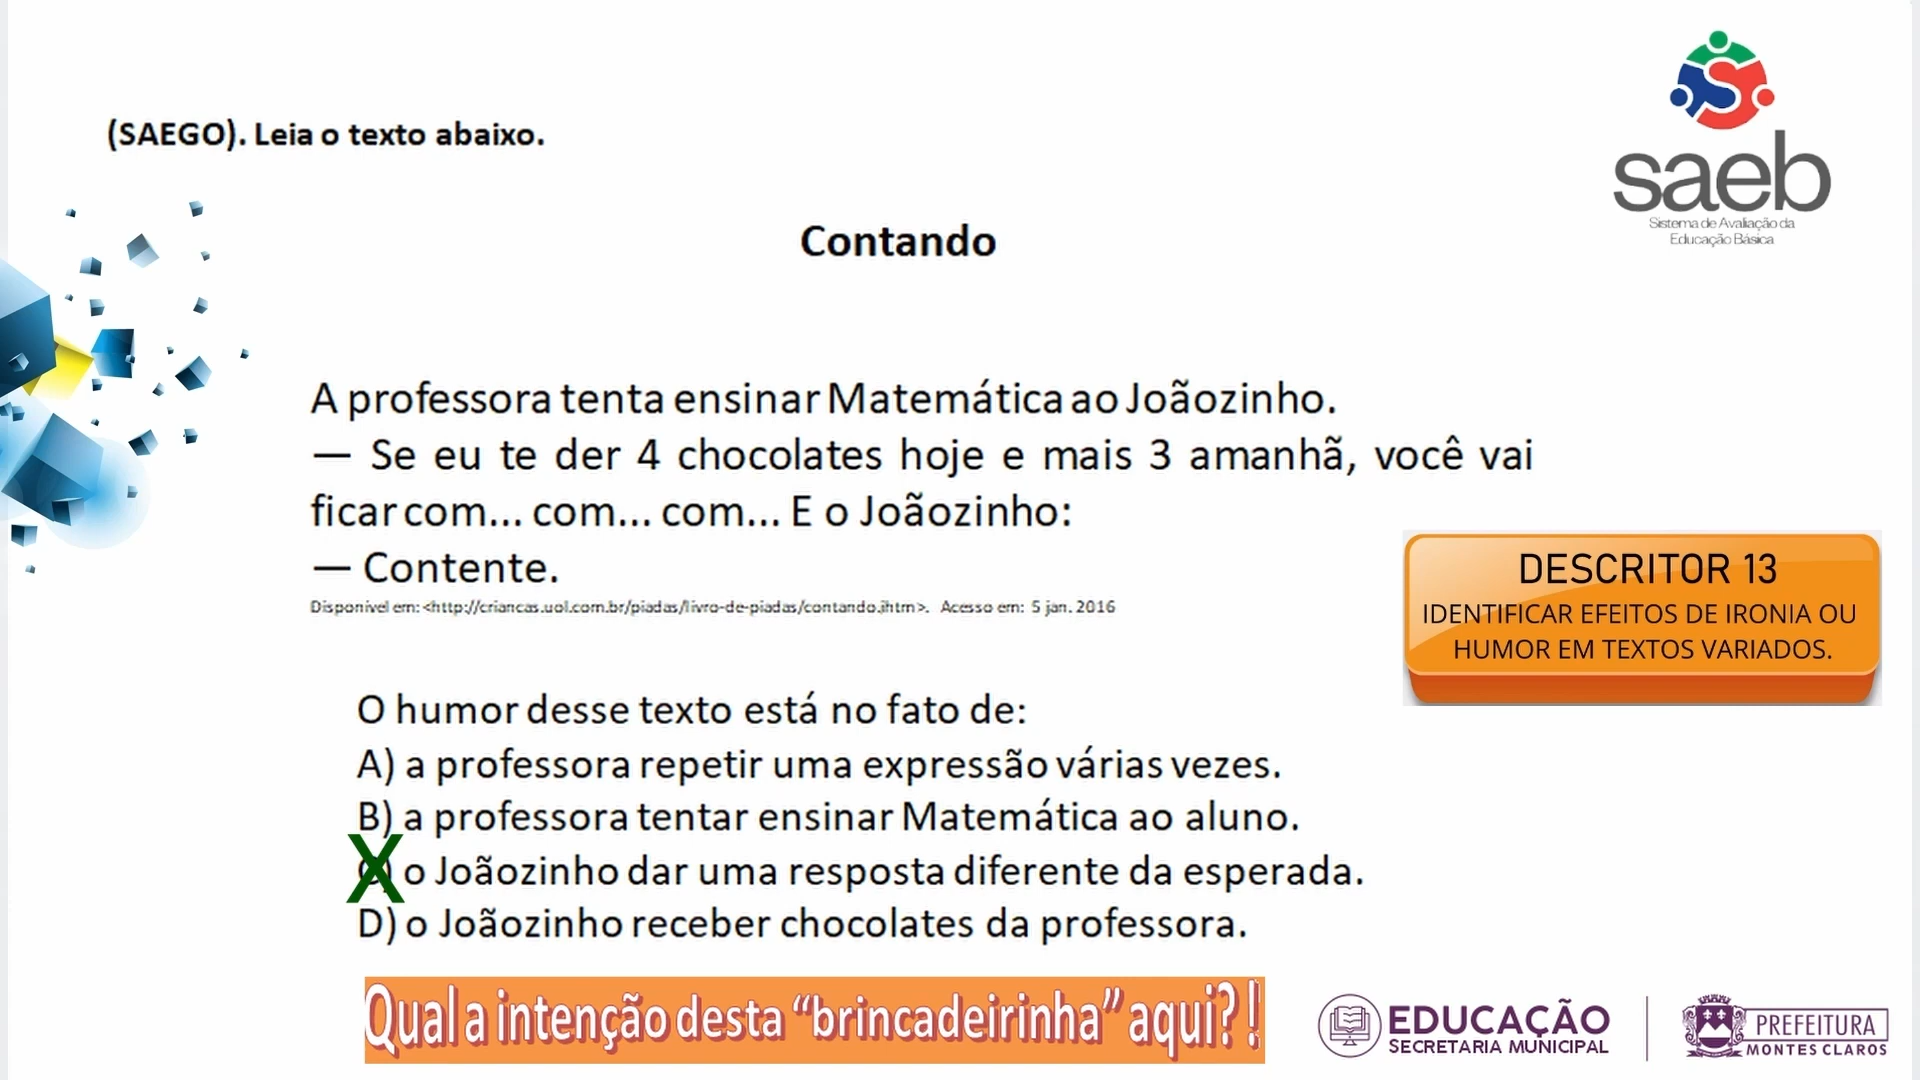 (SAEGO). Leia o texto abaixo.
saeb
Sistema de Avaliação da
Educação Básica
Contando
A professora tenta ensinar Matemática ao Joãozinho.
— Se eu te der 4 chocolates hoje e mais 3 amanhã, você vai
ficar com... com... com... E o Joãozinho:
— Contente.
Disponível em: <http://criancas.uol.com.br/piadas/livro-de-piadas/contando.jhtm>. Acesso em: 5 jan. 2016
DESCRITOR 13
IDENTIFICAR EFEITOS DE IRONIA OU
HUMOR EM TEXTOS VARIADOS.
O humor desse texto está no fato de:
A) a professora repetir uma expressão várias vezes.
B) a professora tentar ensinar Matemática ao aluno.
X C) o Joãozinho dar uma resposta diferente da esperada.
D) o Joãozinho receber chocolates da professora.
Qual a intenção desta “brincadeirinha” aqui?!
EDUCAÇÃO
SECRETARIA MUNICIPAL
PREFEITURA
MONTES CLAROS